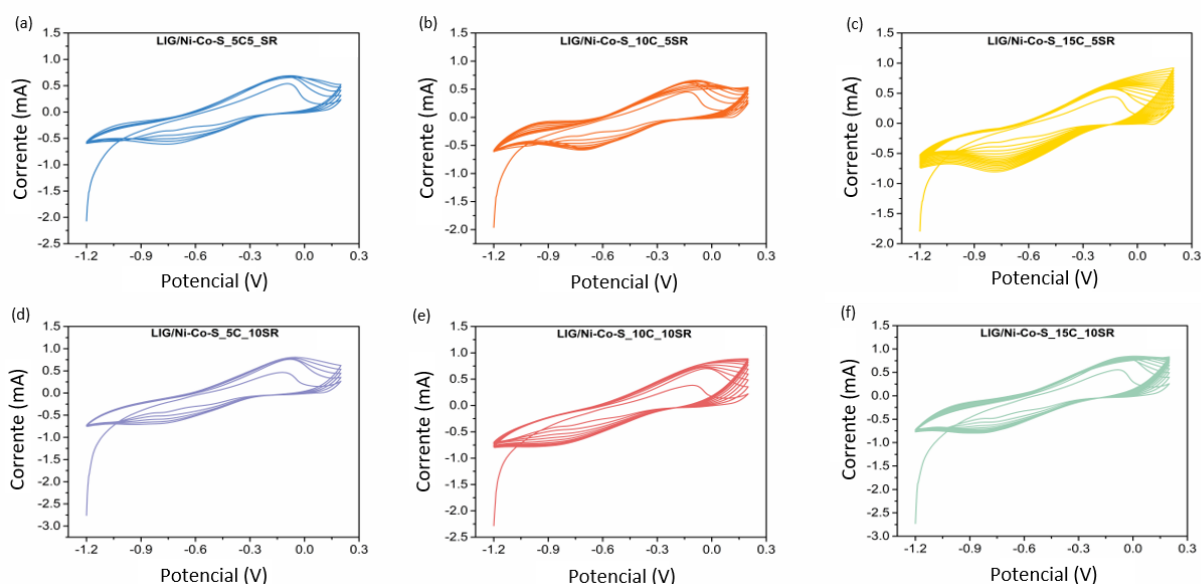 (a)
LIG/Ni-Co-S_5C5_SR
1.5
1.0
0.5
0.0
-0.5
-1.0
-1.5
-2.0
-2.5
Corrente (mA)
-1.2 -0.9 -0.6 -0.3 0.0 0.3
Potencial (V)
(b)
LIG/Ni-Co-S_10C_5SR
1.5
1.0
0.5
0.0
-0.5
-1.0
-1.5
-2.0
Corrente (mA)
-1.2 -0.9 -0.6 -0.3 0.0 0.3
Potencial (V)
(c)
LIG/Ni-Co-S_15C_5SR
1.5
1.0
0.5
0.0
-0.5
-1.0
-1.5
-2.0
Corrente (mA)
-1.2 -0.9 -0.6 -0.3 0.0 0.3
Potencial (V)
(d)
LIG/Ni-Co-S_5C_10SR
1.5
1.0
0.5
0.0
-0.5
-1.0
-1.5
-2.0
-2.5
-3.0
Corrente (mA)
-1.2 -0.9 -0.6 -0.3 0.0 0.3
Potencial (V)
(e)
LIG/Ni-Co-S_10C_10SR
1.5
1.0
0.5
0.0
-0.5
-1.0
-1.5
-2.0
-2.5
Corrente (mA)
-1.2 -0.9 -0.6 -0.3 0.0 0.3
Potencial (V)
(f)
LIG/Ni-Co-S_15C_10SR
1.5
1.0
0.5
0.0
-0.5
-1.0
-1.5
-2.0
-2.5
-3.0
Corrente (mA)
-1.2 -0.9 -0.6 -0.3 0.0 0.3
Potencial (V)